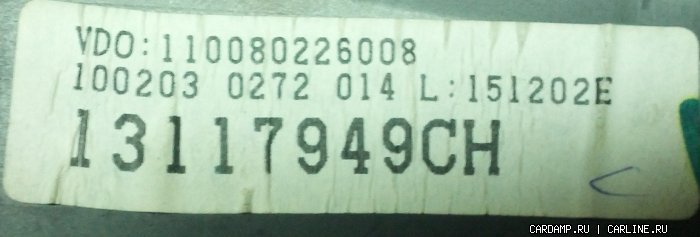 VDO:110080226008
100203 0272 014 L:151202E
13117949CH
CARDAMP.RU | CARLINE.RU